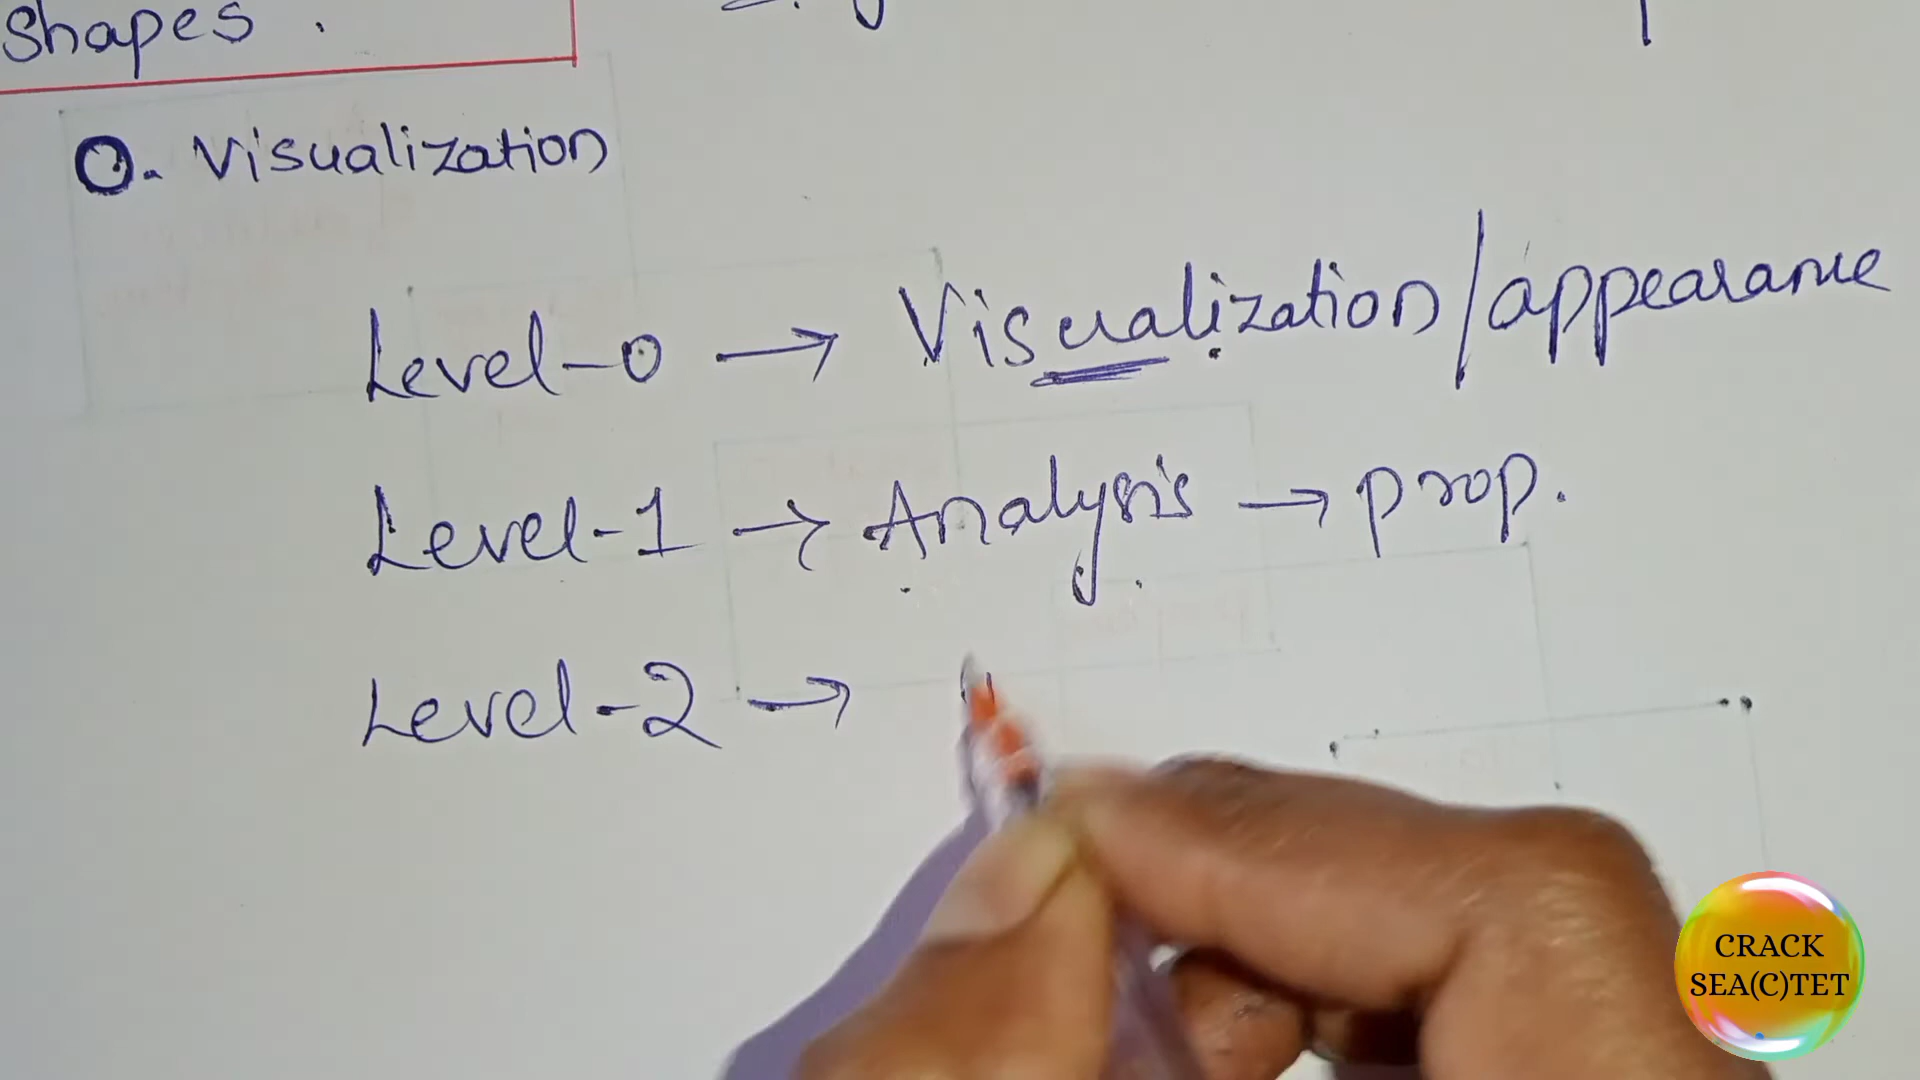 Shapes.
0. Visualization
Level-0 → Visualization/appearance
Level-1 → Analysis → prop.
Level-2 →
CRACK
SEA(C)TET